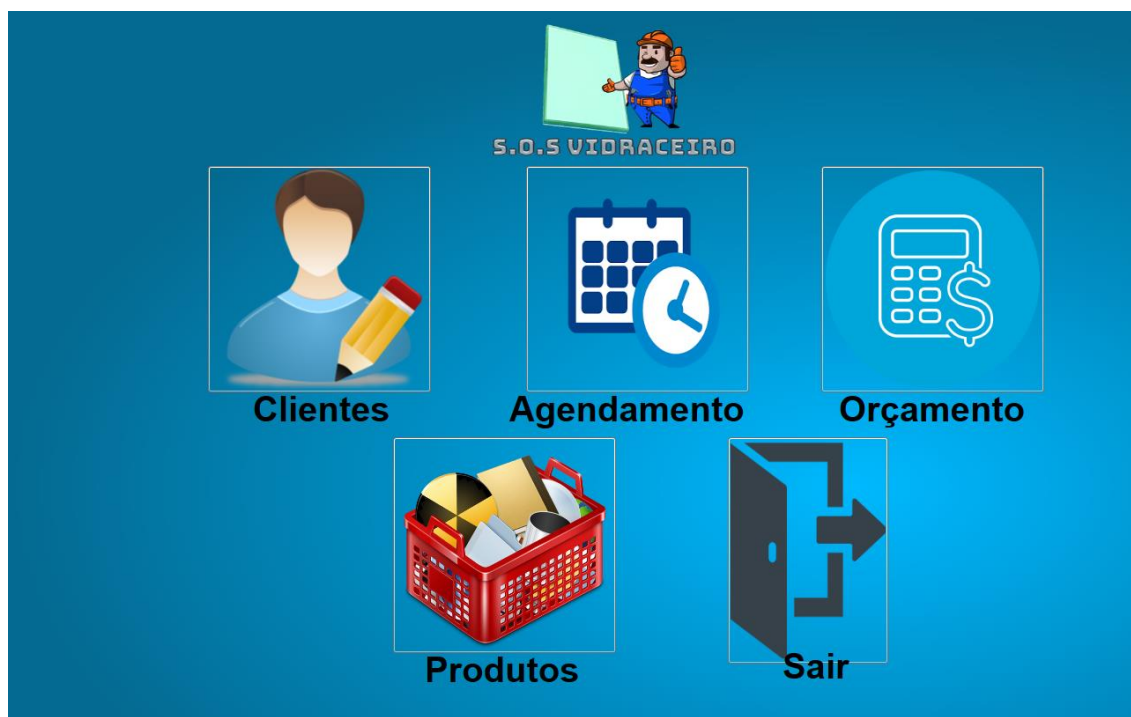 S.O.S VIDRACEIRO
Clientes
Agendamento
Orçamento
Produtos
Sair